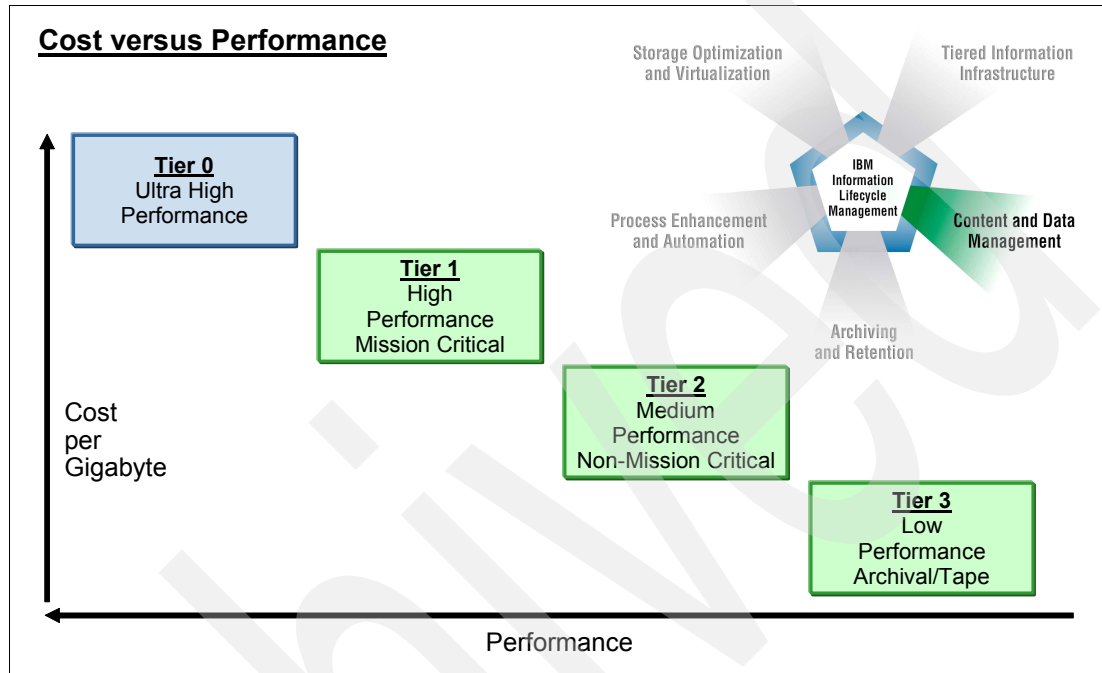 Cost versus Performance
Storage Optimization
and Virtualization
Tiered Information
Infrastructure
Tier 0
Ultra High
Performance
IBM
Information
Lifecycle
Management
Process Enhancement
and Automation
Content and Data
Management
Tier 1
High
Performance
Mission Critical
Archiving
and Retention
Tier 2
Medium
Performance
Non-Mission Critical
Cost
per
Gigabyte
Tier 3
Low
Performance
Archival/Tape
Performance